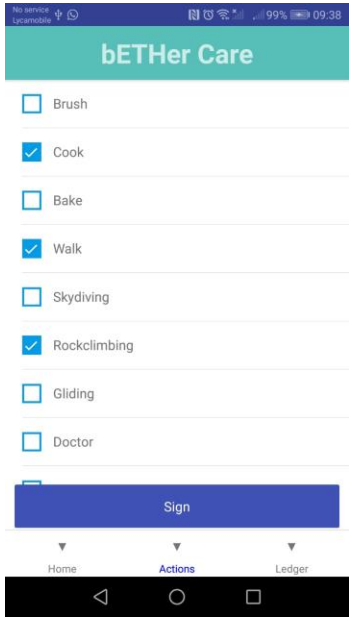 No service
Lycamobile
99% 09:38
bETHer Care
Brush
Cook
Bake
Walk
Skydiving
Rockclimbing
Gliding
Doctor
Sign
Home Actions Ledger